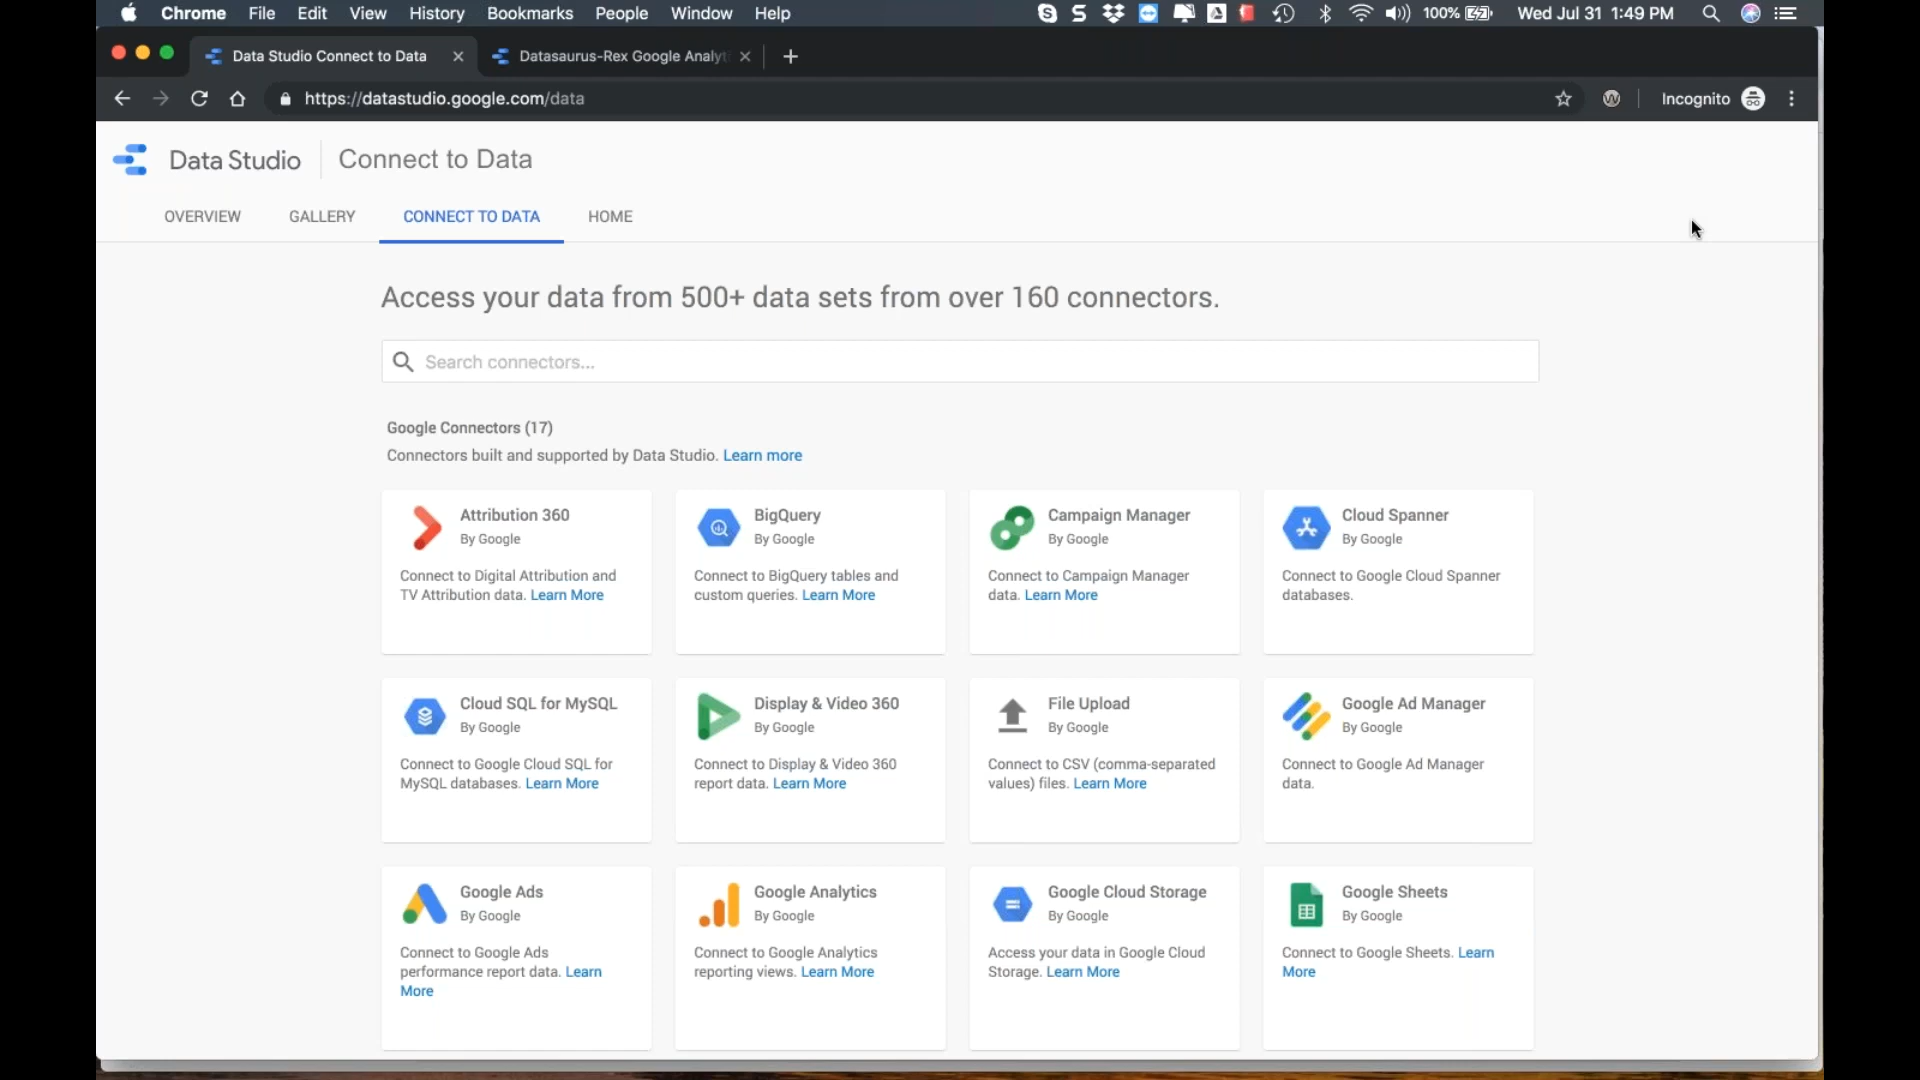 Chrome File Edit View History Bookmarks People Window Help 100% Wed Jul 31 1:49 PM
Data Studio Connect to Data Datasaurus-Rex Google Analyt
https://datastudio.google.com/data Incognito
Data Studio Connect to Data
OVERVIEW GALLERY CONNECT TO DATA HOME
Access your data from 500+ data sets from over 160 connectors.
Search connectors...
Google Connectors (17)
Connectors built and supported by Data Studio. Learn more
Attribution 360
By Google
Connect to Digital Attribution and
TV Attribution data. Learn More
BigQuery
By Google
Connect to BigQuery tables and
custom queries. Learn More
Campaign Manager
By Google
Connect to Campaign Manager
data. Learn More
Cloud Spanner
By Google
Connect to Google Cloud Spanner
databases.
Cloud SQL for MySQL
By Google
Connect to Google Cloud SQL for
MySQL databases. Learn More
Display & Video 360
By Google
Connect to Display & Video 360
report data. Learn More
File Upload
By Google
Connect to CSV (comma-separated
values) files. Learn More
Google Ad Manager
By Google
Connect to Google Ad Manager
data.
Google Ads
By Google
Connect to Google Ads
performance report data. Learn
More
Google Analytics
By Google
Connect to Google Analytics
reporting views. Learn More
Google Cloud Storage
By Google
Access your data in Google Cloud
Storage. Learn More
Google Sheets
By Google
Connect to Google Sheets. Learn
More